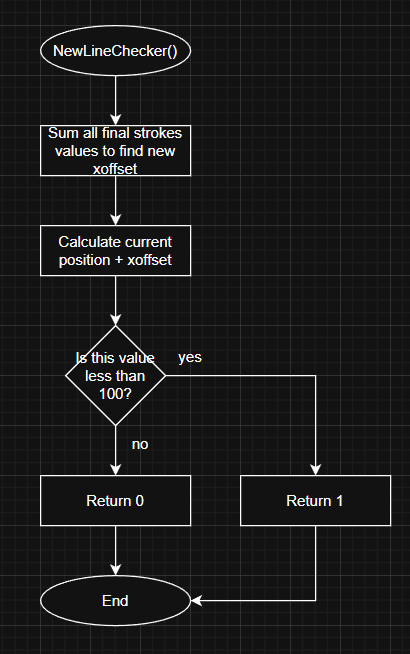 NewLineChecker()
Sum all final strokes
values to find new
xoffset
Calculate current
position + xoffset
Is this value
less than
100?
yes
no
Return 0
Return 1
End